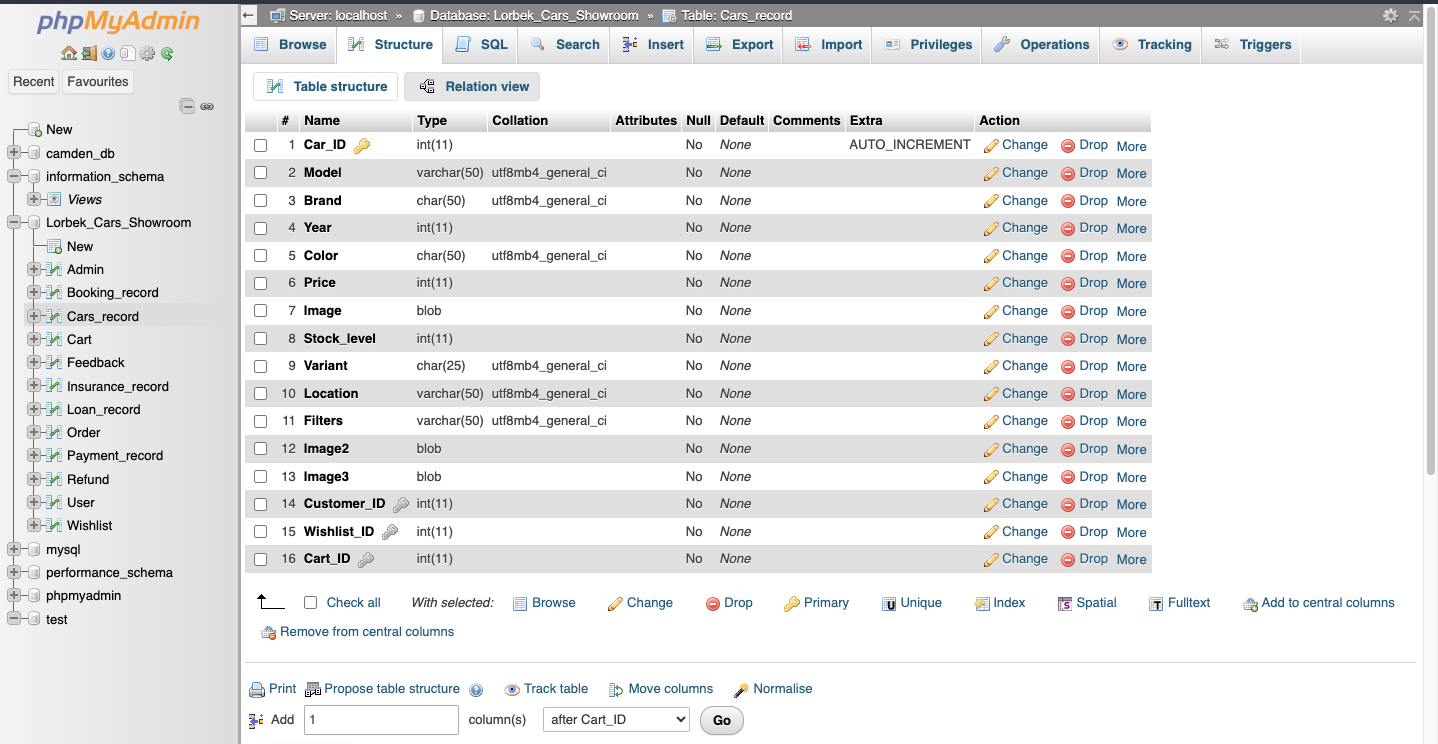 phpMyAdmin
Recent Favourites
New
camden_db
information_schema
Views
Lorbek_Cars_Showroom
New
Admin
Booking_record
Cars_record
Cart
Feedback
Insurance_record
Loan_record
Order
Payment_record
Refund
User
Wishlist
mysql
performance_schema
phpmyadmin
test
Server: localhost » Database: Lorbek_Cars_Showroom » Table: Cars_record
Browse Structure SQL Search Insert Export Import Privileges Operations Tracking Triggers
Table structure Relation view
# Name Type Collation Attributes Null Default Comments Extra Action
1 Car_ID int(11) No None AUTO_INCREMENT Change Drop More
2 Model varchar(50) utf8mb4_general_ci No None Change Drop More
3 Brand char(50) utf8mb4_general_ci No None Change Drop More
4 Year int(11) No None Change Drop More
5 Color char(50) utf8mb4_general_ci No None Change Drop More
6 Price int(11) No None Change Drop More
7 Image blob No None Change Drop More
8 Stock_level int(11) No None Change Drop More
9 Variant char(25) utf8mb4_general_ci No None Change Drop More
10 Location varchar(50) utf8mb4_general_ci No None Change Drop More
11 Filters varchar(50) utf8mb4_general_ci No None Change Drop More
12 Image2 blob No None Change Drop More
13 Image3 blob No None Change Drop More
14 Customer_ID int(11) No None Change Drop More
15 Wishlist_ID int(11) No None Change Drop More
16 Cart_ID int(11) No None Change Drop More
Check all With selected: Browse Change Drop Primary Unique Index Spatial Fulltext Add to central columns
Remove from central columns
Print Propose table structure Track table Move columns Normalise
Add 1 column(s) after Cart_ID Go